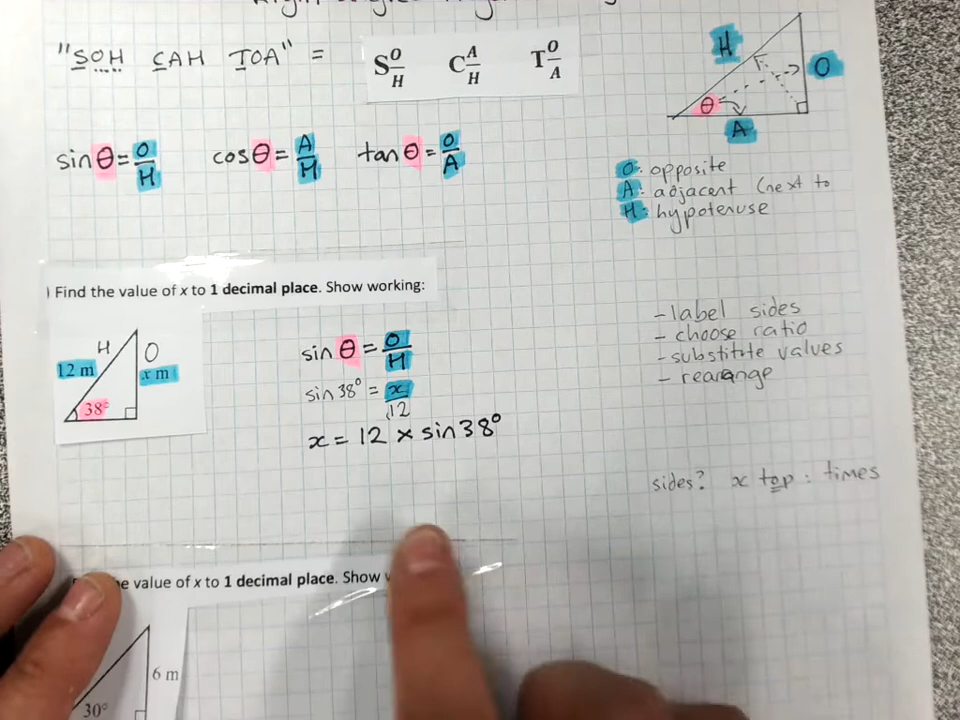 "SOH CAH TOA" = S O/H C A/H T O/A
sin θ = O/H cos θ = A/H tan θ = O/A
H
O
θ
A
O: opposite
A: adjacent (next to
H: hypotenuse
) Find the value of x to 1 decimal place. Show working:
H
O
12 m
x m
38°
sin θ = O/H
sin 38° = x/12
x = 12 × sin 38°
- label sides
- choose ratio
- substitute values
- rearange
sides? x top : times
value of x to 1 decimal place. Show
6 m
30°